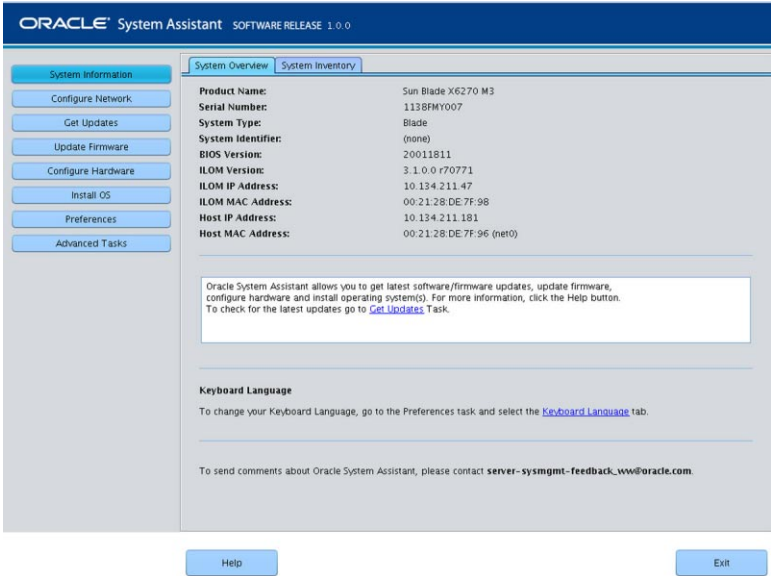 ORACLE System Assistant SOFTWARE RELEASE 1.0.0
System Overview System Inventory
System Information
Configure Network
Get Updates
Update Firmware
Configure Hardware
Install OS
Preferences
Advanced Tasks
Product Name: Sun Blade X6270 M3
Serial Number: 1138FMY007
System Type: Blade
System Identifier: (none)
BIOS Version: 20011811
ILOM Version: 3.1.0.0 r70771
ILOM IP Address: 10.134.211.47
ILOM MAC Address: 00:21:28:DE:7F:98
Host IP Address: 10.134.211.181
Host MAC Address: 00:21:28:DE:7F:96 (net0)
Oracle System Assistant allows you to get latest software/firmware updates, update firmware,
configure hardware and install operating system(s). For more information, click the Help button.
To check for the latest updates go to Get Updates Task.
Keyboard Language
To change your Keyboard Language, go to the Preferences task and select the Keyboard Language tab.
To send comments about Oracle System Assistant, please contact server-sysmgmt-feedback_ww@oracle.com.
Help
Exit